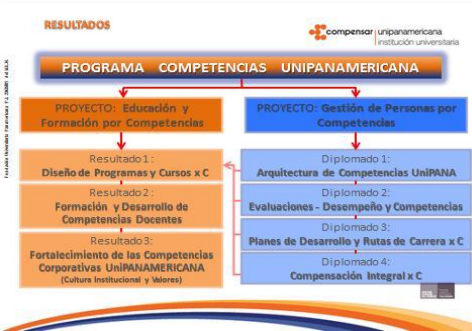 RESULTADOS
compensar unipanamericana
institución universitaria
PROGRAMA COMPETENCIAS UNIPANAMERICANA
PROYECTO: Educación y
Formación por Competencias
PROYECTO: Gestión de Personas por
Competencias
Resultado 1:
Diseño de Programas y Cursos x C
Resultado 2:
Formación y Desarrollo de
Competencias Docentes
Resultado 3:
Fortalecimiento de las Competencias
Corporativas UniPANAMERICANA
(Cultura Institucional y Valores)
Diplomado 1:
Arquitectura de Competencias UniPANA
Diplomado 2:
Evaluaciones - Desempeño y Competencias
Diplomado 3:
Planes de Desarrollo y Rutas de Carrera x C
Diplomado 4:
Compensación Integral x C